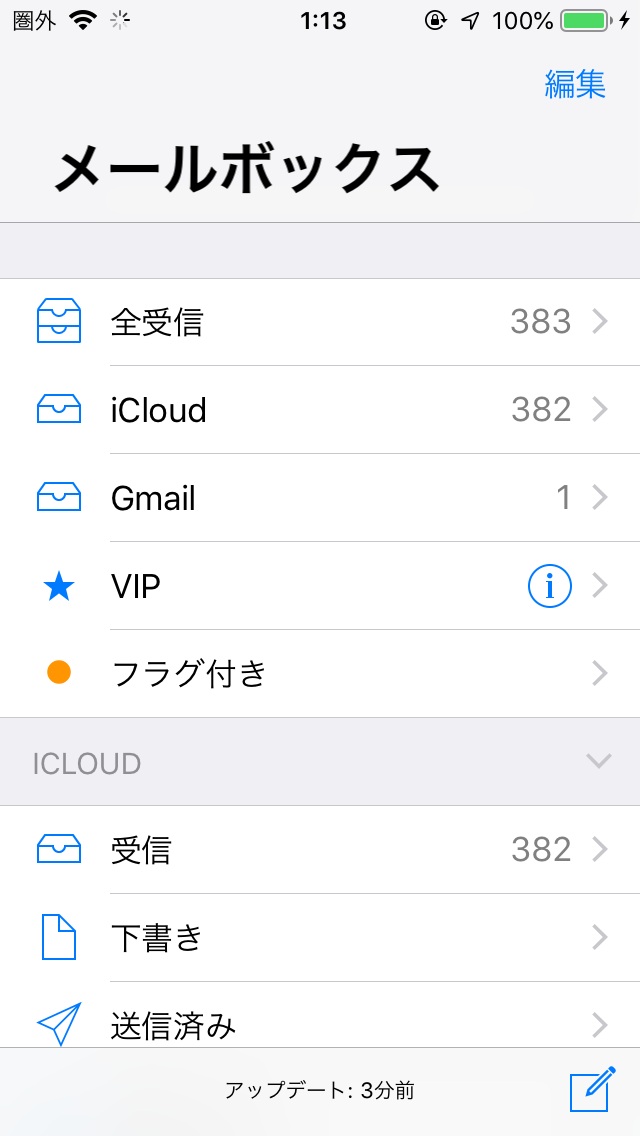 圏外 1:13 100%
編集
メールボックス
全受信 383
iCloud 382
Gmail 1
VIP i
フラグ付き
ICLOUD
受信 382
下書き
送信済み
アップデート: 3分前